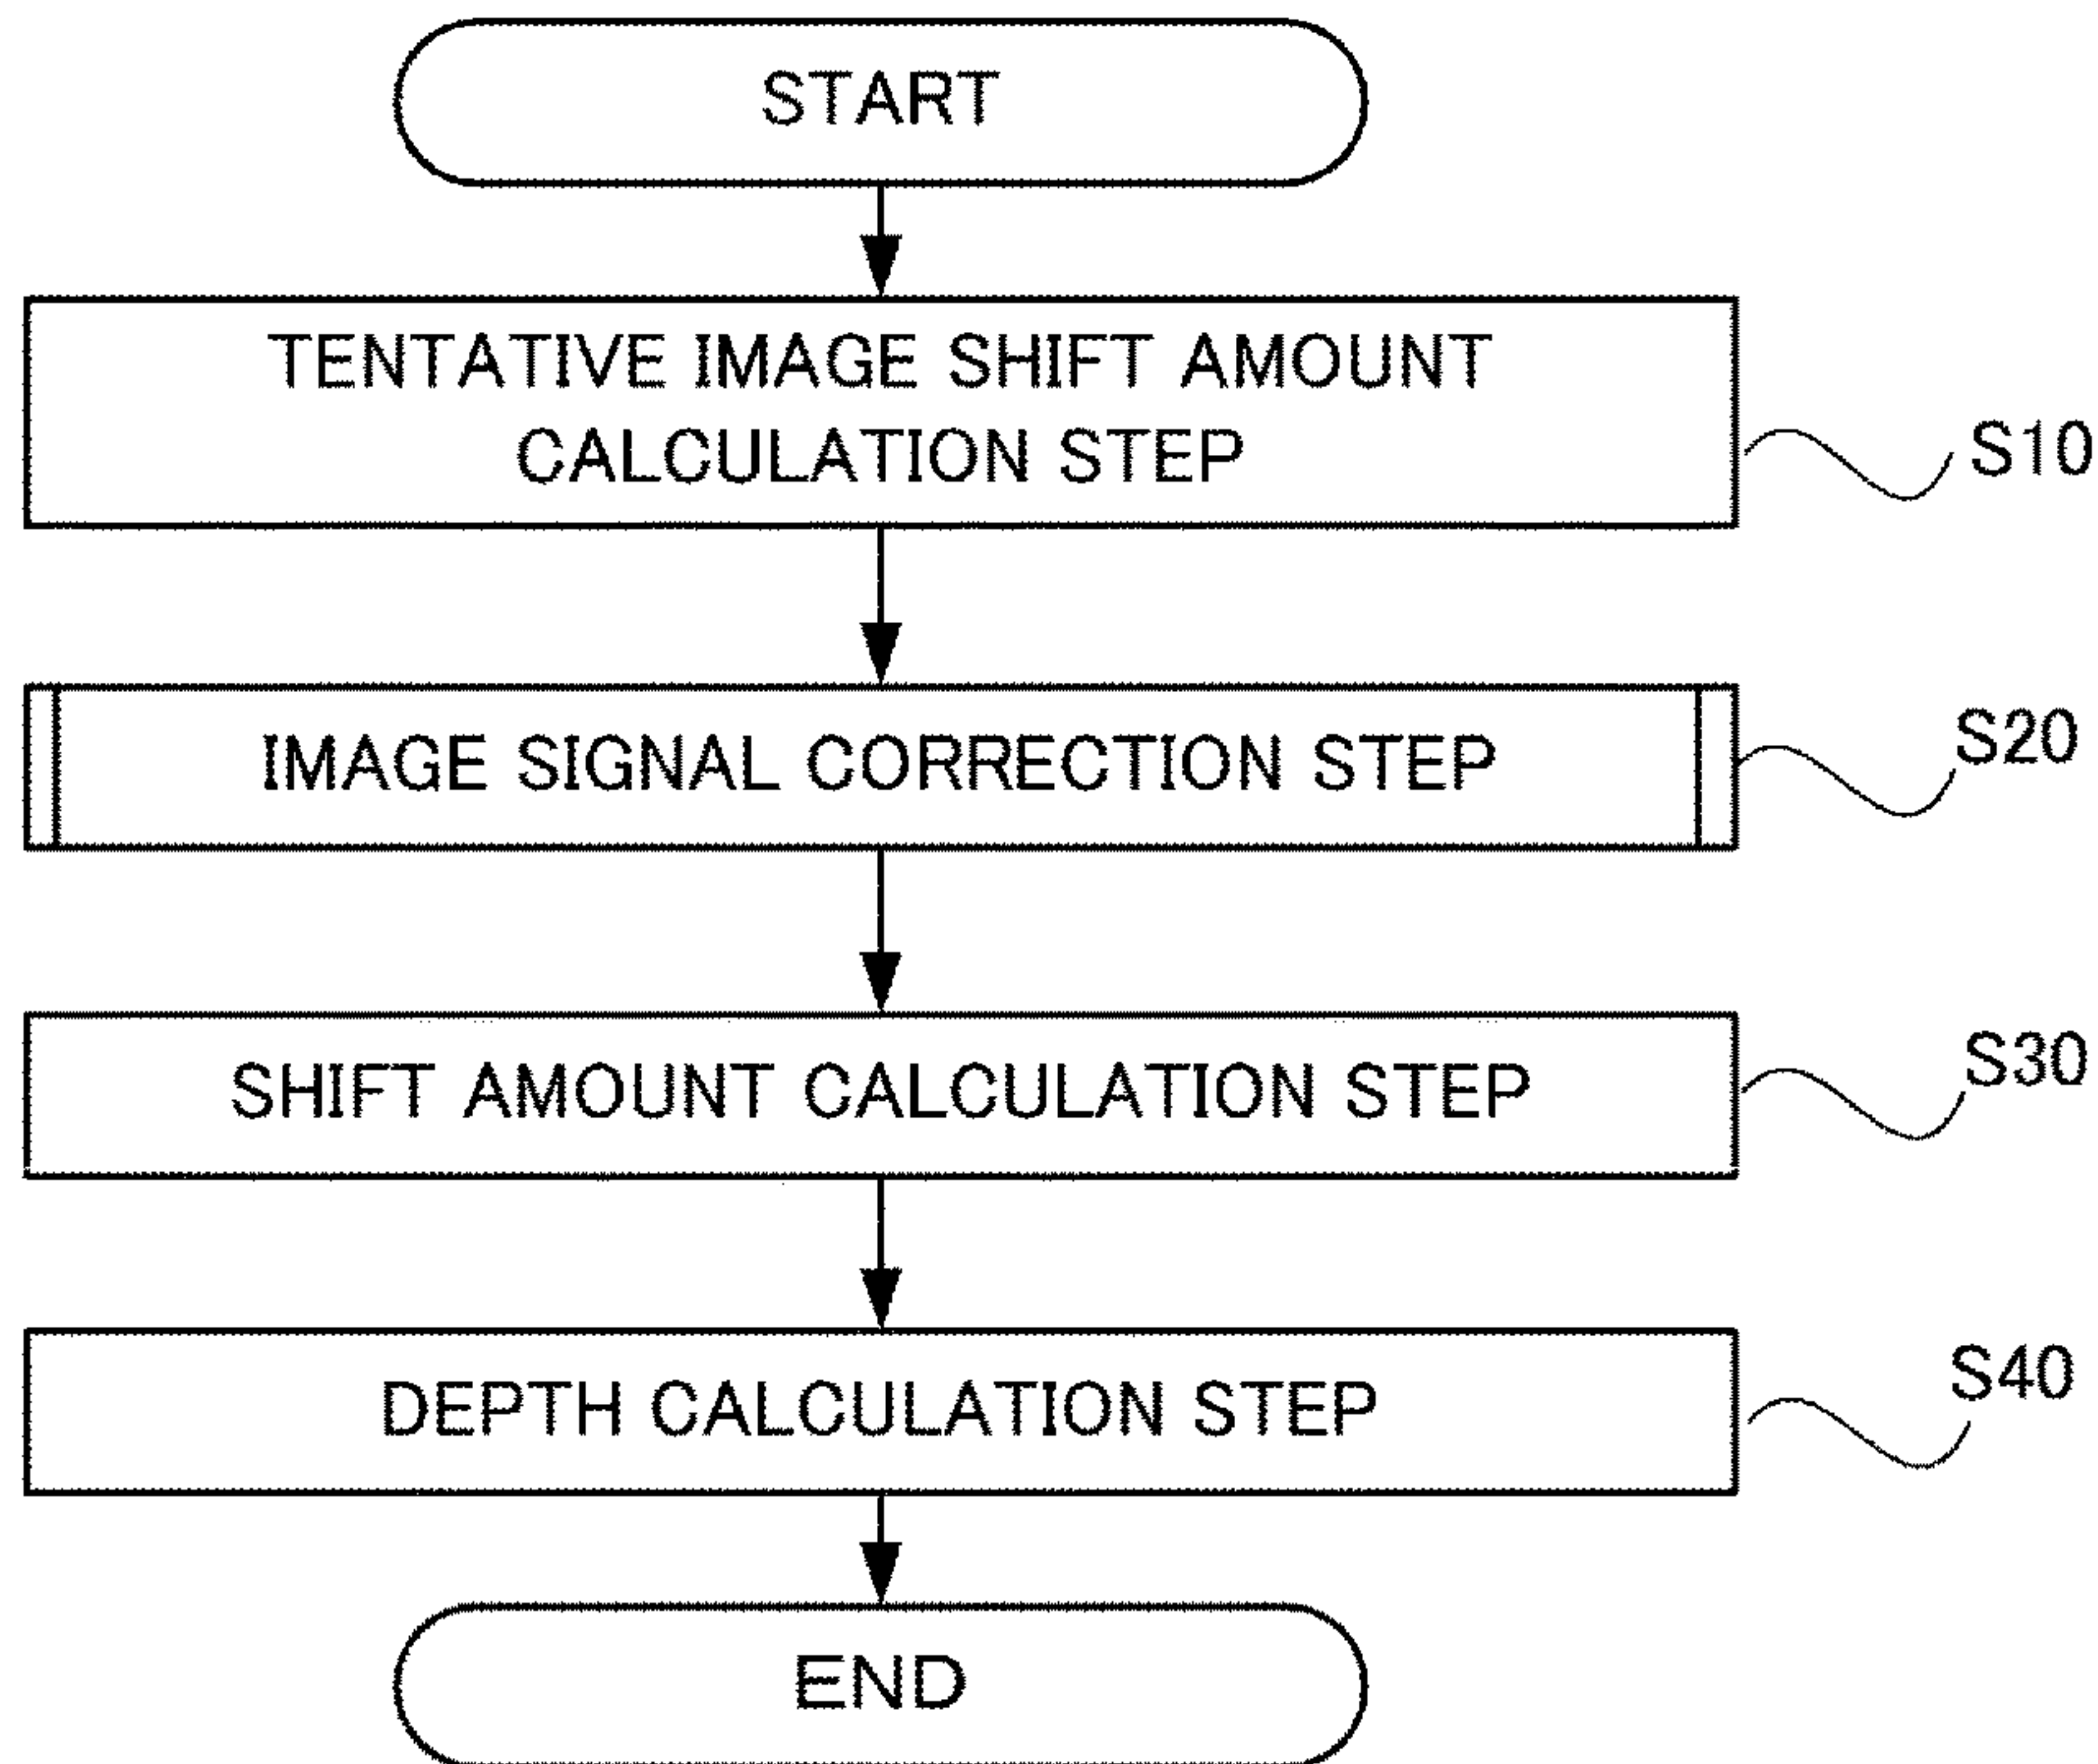 START
TENTATIVE IMAGE SHIFT AMOUNT
CALCULATION STEP
S10
IMAGE SIGNAL CORRECTION STEP
S20
SHIFT AMOUNT CALCULATION STEP
S30
DEPTH CALCULATION STEP
S40
END